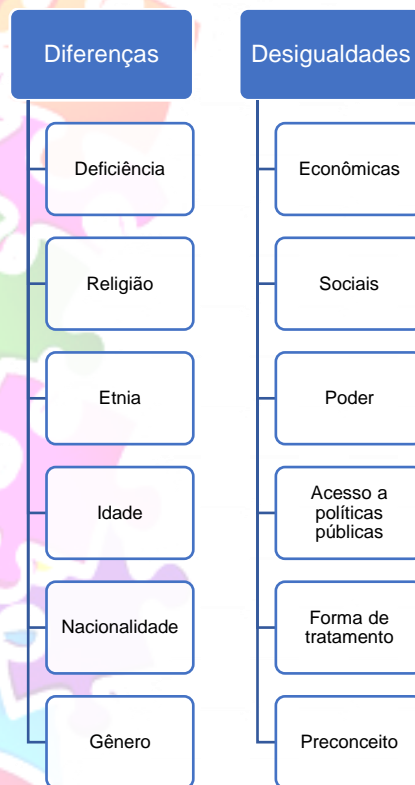 Diferenças
Deficiência
Religião
Etnia
Idade
Nacionalidade
Gênero
Desigualdades
Econômicas
Sociais
Poder
Acesso a
políticas
públicas
Forma de
tratamento
Preconceito